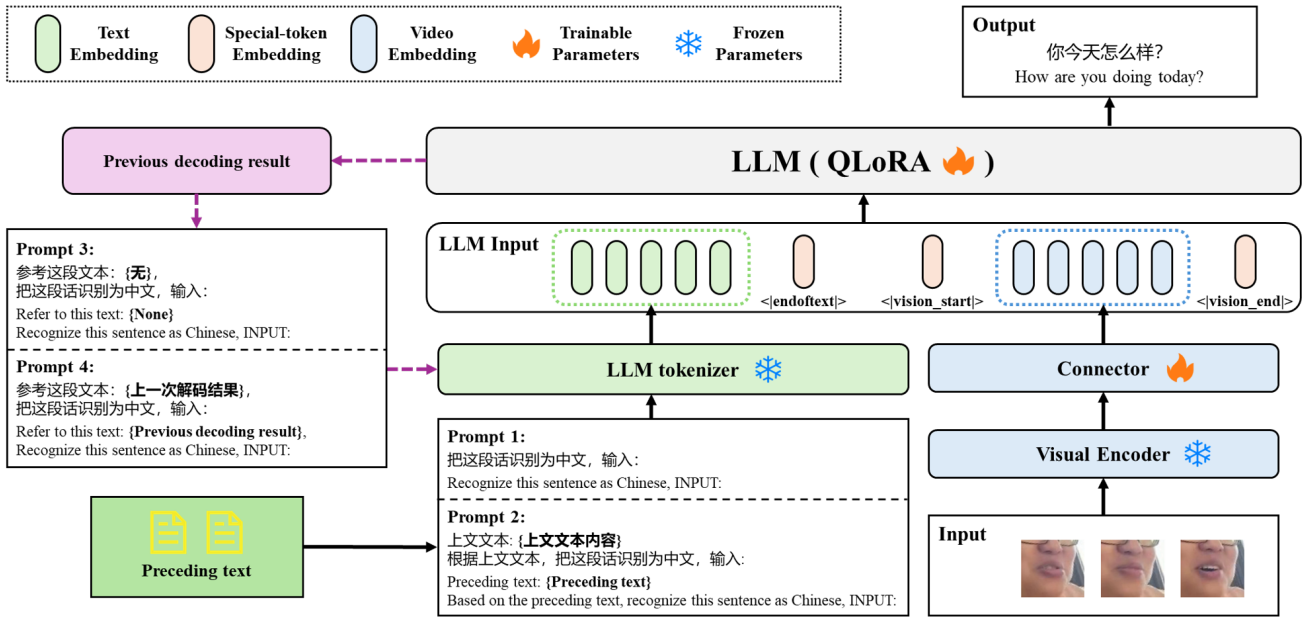 Text
Embedding
Special-token
Embedding
Video
Embedding
Trainable
Parameters
Frozen
Parameters
Output
你今天怎么样?
How are you doing today?
Previous decoding result
LLM ( QLoRA )
LLM Input
<|endoftext|>
<|vision_start|>
<|vision_end|>
Prompt 3:
参考这段文本：{无}，
把这段话识别为中文，输入：
Refer to this text: {None}
Recognize this sentence as Chinese, INPUT:
Prompt 4:
参考这段文本：{上一次解码结果}，
把这段话识别为中文，输入：
Refer to this text: {Previous decoding result},
Recognize this sentence as Chinese, INPUT:
LLM tokenizer
Connector
Prompt 1:
把这段话识别为中文，输入：
Recognize this sentence as Chinese, INPUT:
Visual Encoder
Prompt 2:
上文文本: {上文文本内容}
根据上文文本，把这段话识别为中文，输入:
Preceding text: {Preceding text}
Based on the preceding text, recognize this sentence as Chinese, INPUT:
Preceding text
Input